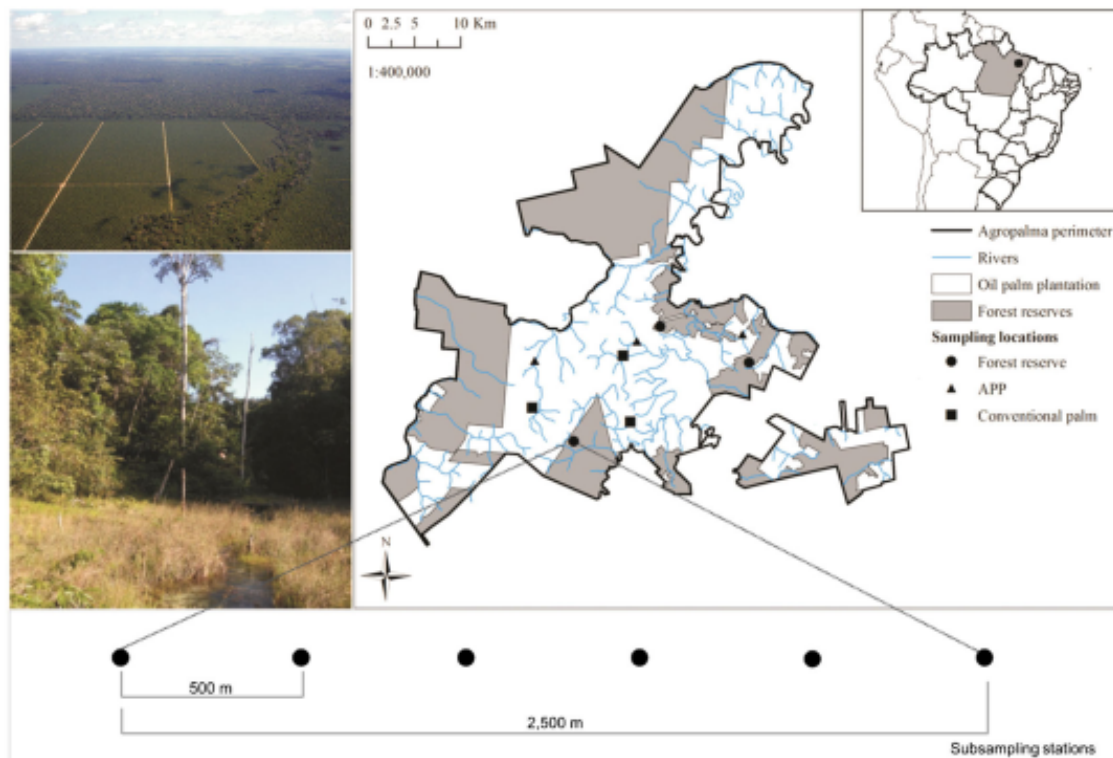 0 2.5 5 10 Km
1:400,000
Agropalma perimeter
Rivers
Oil palm plantation
Forest reserves
Sampling locations
Forest reserve
APP
Conventional palm
N
500 m
2,500 m
Subsampling stations